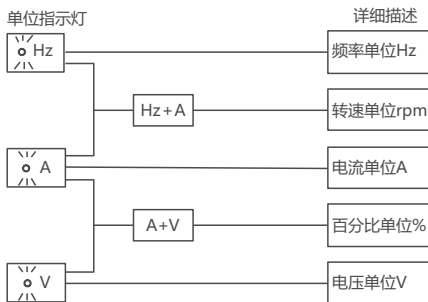 单位指示灯 详细描述
Hz 频率单位Hz
Hz+A 转速单位rpm
A 电流单位A
A+V 百分比单位%
V 电压单位V